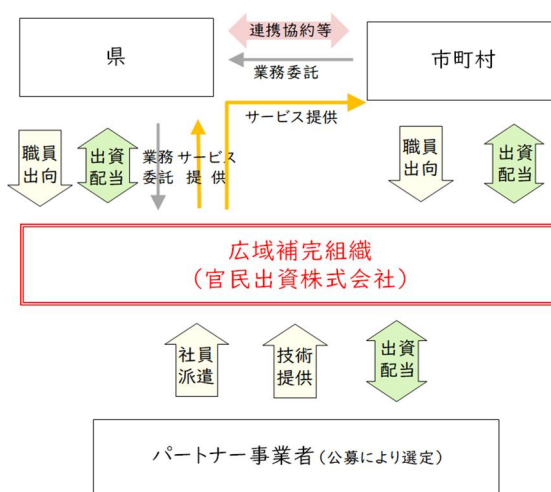 連携協約等
県
市町村
業務委託
サービス提供
職員
出向
出資
配当
業務
委託
サービス
提 供
職員
出向
出資
配当
広域補完組織
（官民出資株式会社）
社員
派遣
技術
提供
出資
配当
パートナー事業者（公募により選定）